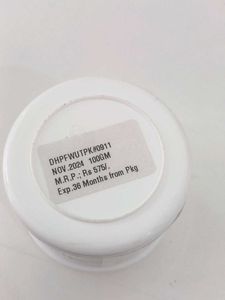 DHPFWUTPK#0911
NOV.2024 100GM
M.R.P.; Rs 575/.
Exp.36 Months from Pkg